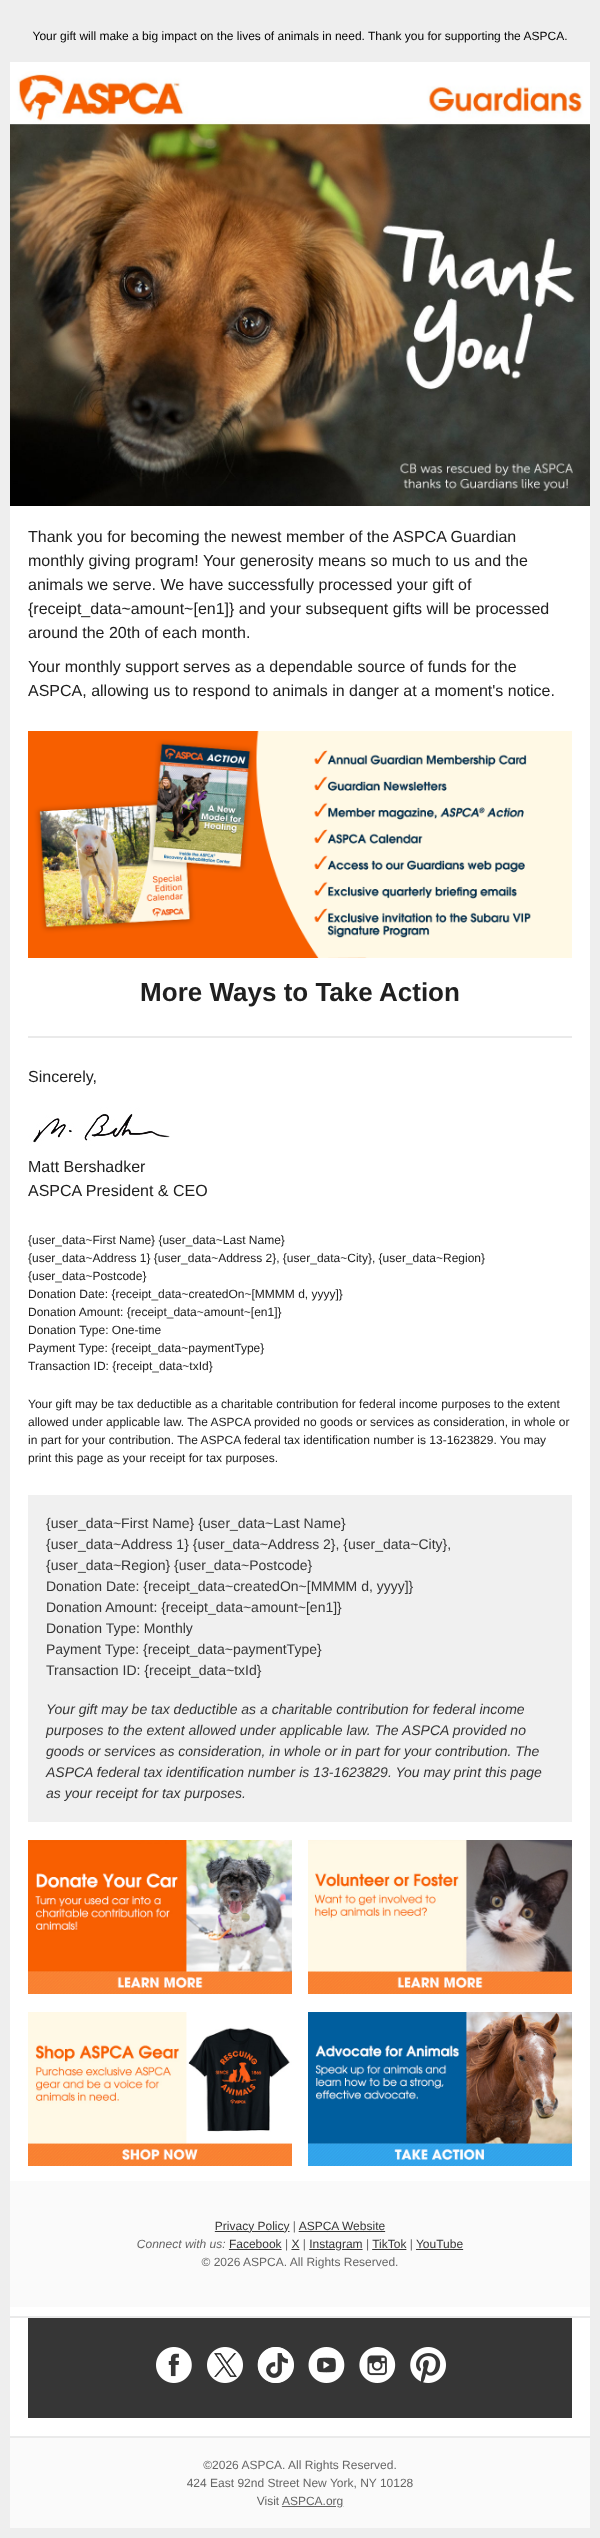 Your gift will make a big impact on the lives of animals in need. Thank you for supporting the ASPCA.
ASPCA
Guardians
Thank
You!
CB was rescued by the ASPCA
thanks to Guardians like you!
Thank you for becoming the newest member of the ASPCA Guardian
monthly giving program! Your generosity means so much to us and the
animals we serve. We have successfully processed your gift of
{receipt_data~amount~[en1]} and your subsequent gifts will be processed
around the 20th of each month.
Your monthly support serves as a dependable source of funds for the
ASPCA, allowing us to respond to animals in danger at a moment's notice.
ASPCA ACTION
A New
Model for
Healing
Inside the ASPCA®
Recovery & Rehabilitation Center
Special
Edition
Calendar
ASPCA
✓Annual Guardian Membership Card
✓Guardian Newsletters
✓Member magazine, ASPCA® Action
✓ASPCA Calendar
✓Access to our Guardians web page
✓Exclusive quarterly briefing emails
✓Exclusive invitation to the Subaru VIP
Signature Program
More Ways to Take Action
Sincerely,
M. Beh
Matt Bershadker
ASPCA President & CEO
{user_data~First Name} {user_data~Last Name}
{user_data~Address 1} {user_data~Address 2}, {user_data~City}, {user_data~Region}
{user_data~Postcode}
Donation Date: {receipt_data~createdOn~[MMMM d, yyyy]}
Donation Amount: {receipt_data~amount~[en1]}
Donation Type: One-time
Payment Type: {receipt_data~paymentType}
Transaction ID: {receipt_data~txId}
Your gift may be tax deductible as a charitable contribution for federal income purposes to the extent
allowed under applicable law. The ASPCA provided no goods or services as consideration, in whole or
in part for your contribution. The ASPCA federal tax identification number is 13-1623829. You may
print this page as your receipt for tax purposes.
{user_data~First Name} {user_data~Last Name}
{user_data~Address 1} {user_data~Address 2}, {user_data~City},
{user_data~Region} {user_data~Postcode}
Donation Date: {receipt_data~createdOn~[MMMM d, yyyy]}
Donation Amount: {receipt_data~amount~[en1]}
Donation Type: Monthly
Payment Type: {receipt_data~paymentType}
Transaction ID: {receipt_data~txId}
Your gift may be tax deductible as a charitable contribution for federal income
purposes to the extent allowed under applicable law. The ASPCA provided no
goods or services as consideration, in whole or in part for your contribution. The
ASPCA federal tax identification number is 13-1623829. You may print this page
as your receipt for tax purposes.
Donate Your Car
Turn your used car into a
charitable contribution for
animals!
LEARN MORE
Volunteer or Foster
Want to get involved to
help animals in need?
LEARN MORE
Shop ASPCA Gear
Purchase exclusive ASPCA
gear and be a voice for
animals in need.
RESCUING
SINCE 1866
ANIMALS
ASPCA
SHOP NOW
Advocate for Animals
Speak up for animals and
learn how to be a strong,
effective advocate.
TAKE ACTION
Privacy Policy | ASPCA Website
Connect with us: Facebook | X | Instagram | TikTok | YouTube
© 2026 ASPCA. All Rights Reserved.
©2026 ASPCA. All Rights Reserved.
424 East 92nd Street New York, NY 10128
Visit ASPCA.org